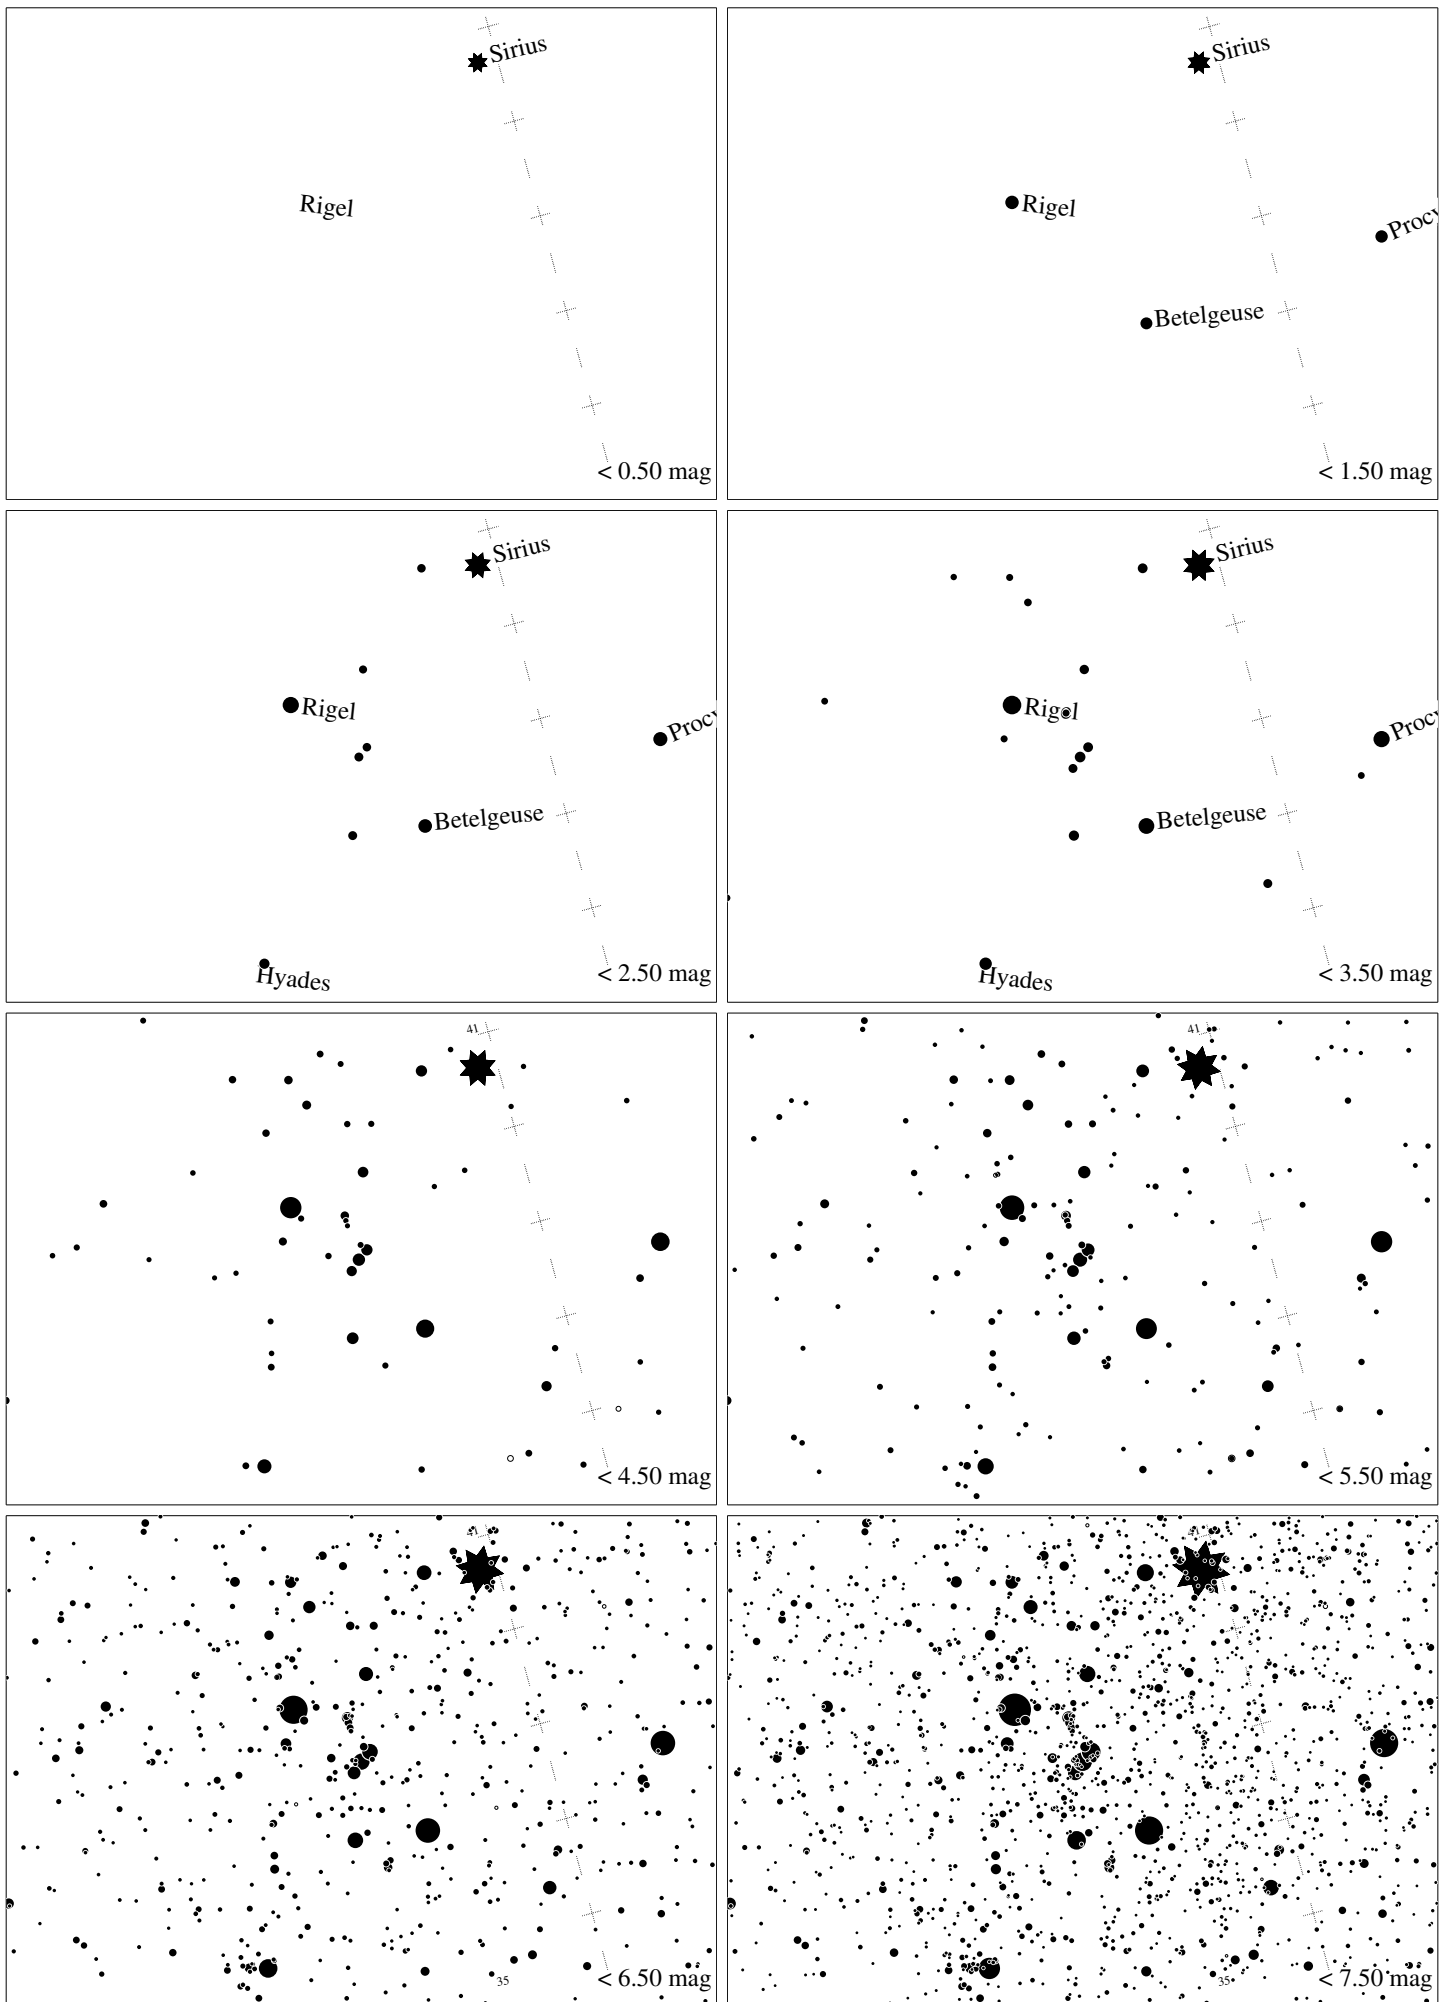 Sirius
Rigel
< 0.50 mag
Sirius
Rigel
Procy
Betelgeuse
< 1.50 mag
Sirius
Rigel
Procy
Betelgeuse
Hyades
< 2.50 mag
Sirius
Rigel
Procy
Betelgeuse
Hyades
< 3.50 mag
41
< 4.50 mag
41
< 5.50 mag
41
35
< 6.50 mag
41
35
< 7.50 mag